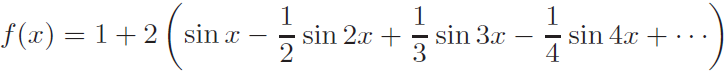 f(x) = 1 + 2 ( sin x − 1/2 sin 2x + 1/3 sin 3x − 1/4 sin 4x + ⋯ )